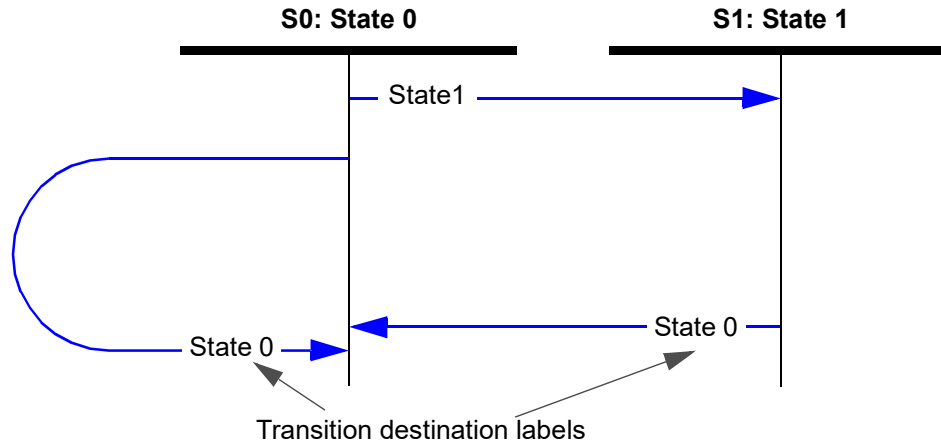 S0: State 0
S1: State 1
State1
State 0
State 0
Transition destination labels